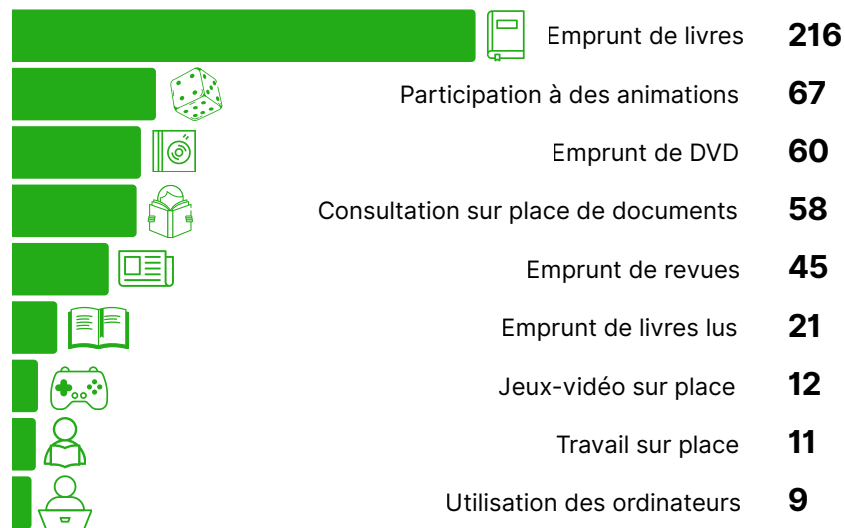 Emprunt de livres 216
Participation à des animations 67
Emprunt de DVD 60
Consultation sur place de documents 58
Emprunt de revues 45
Emprunt de livres lus 21
Jeux-vidéo sur place 12
Travail sur place 11
Utilisation des ordinateurs 9